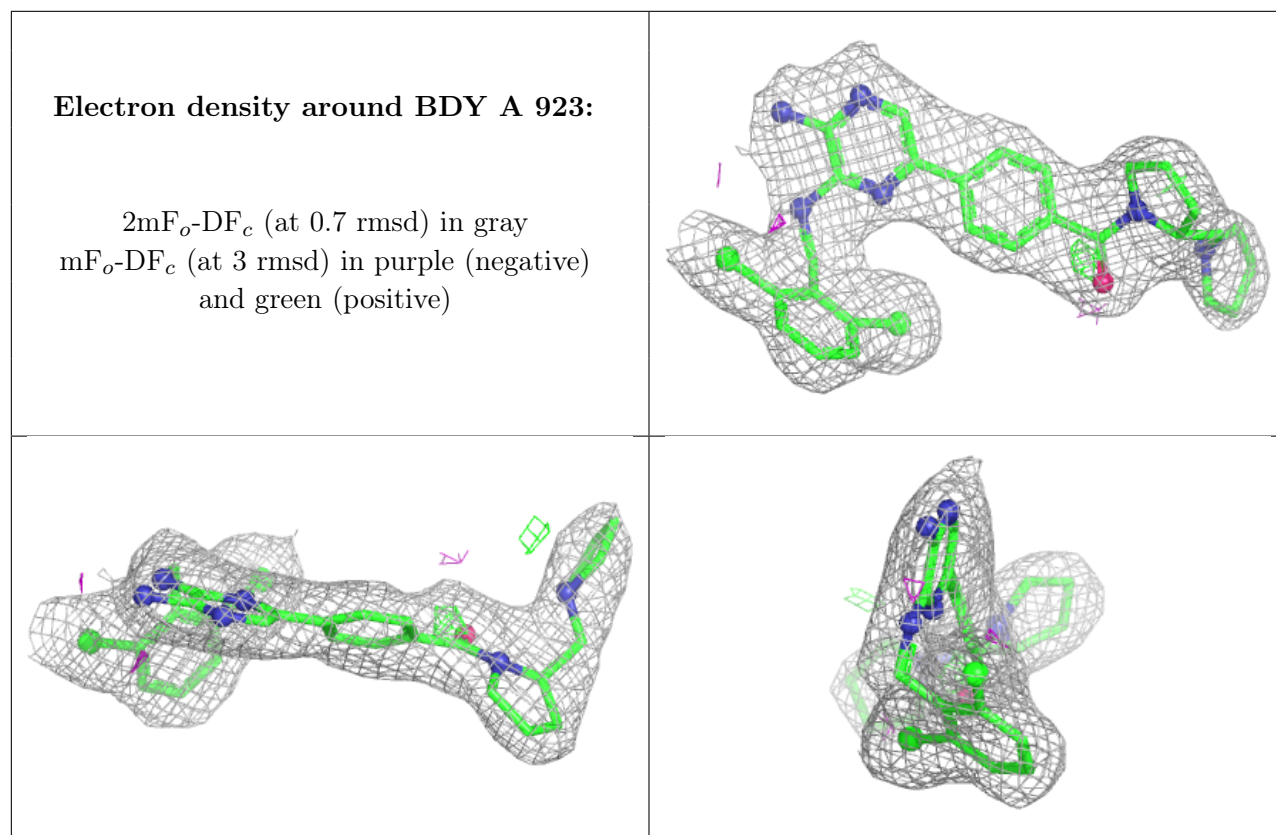 Electron density around BDY A 923:
2mFₒ-DF𝒸 (at 0.7 rmsd) in gray
mFₒ-DF𝒸 (at 3 rmsd) in purple (negative)
and green (positive)